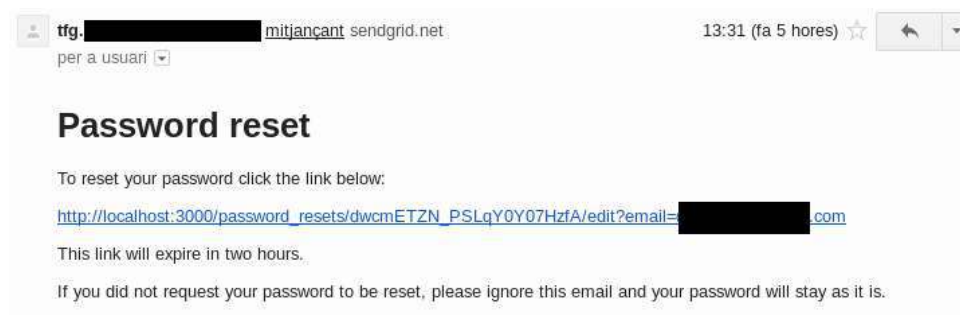 tfg. mitjançant sendgrid.net 13:31 (fa 5 hores)
per a usuari
Password reset
To reset your password click the link below:
http://localhost:3000/password_resets/dwcmETZN_PSLqY0Y07HzfA/edit?email= .com
This link will expire in two hours.
If you did not request your password to be reset, please ignore this email and your password will stay as it is.